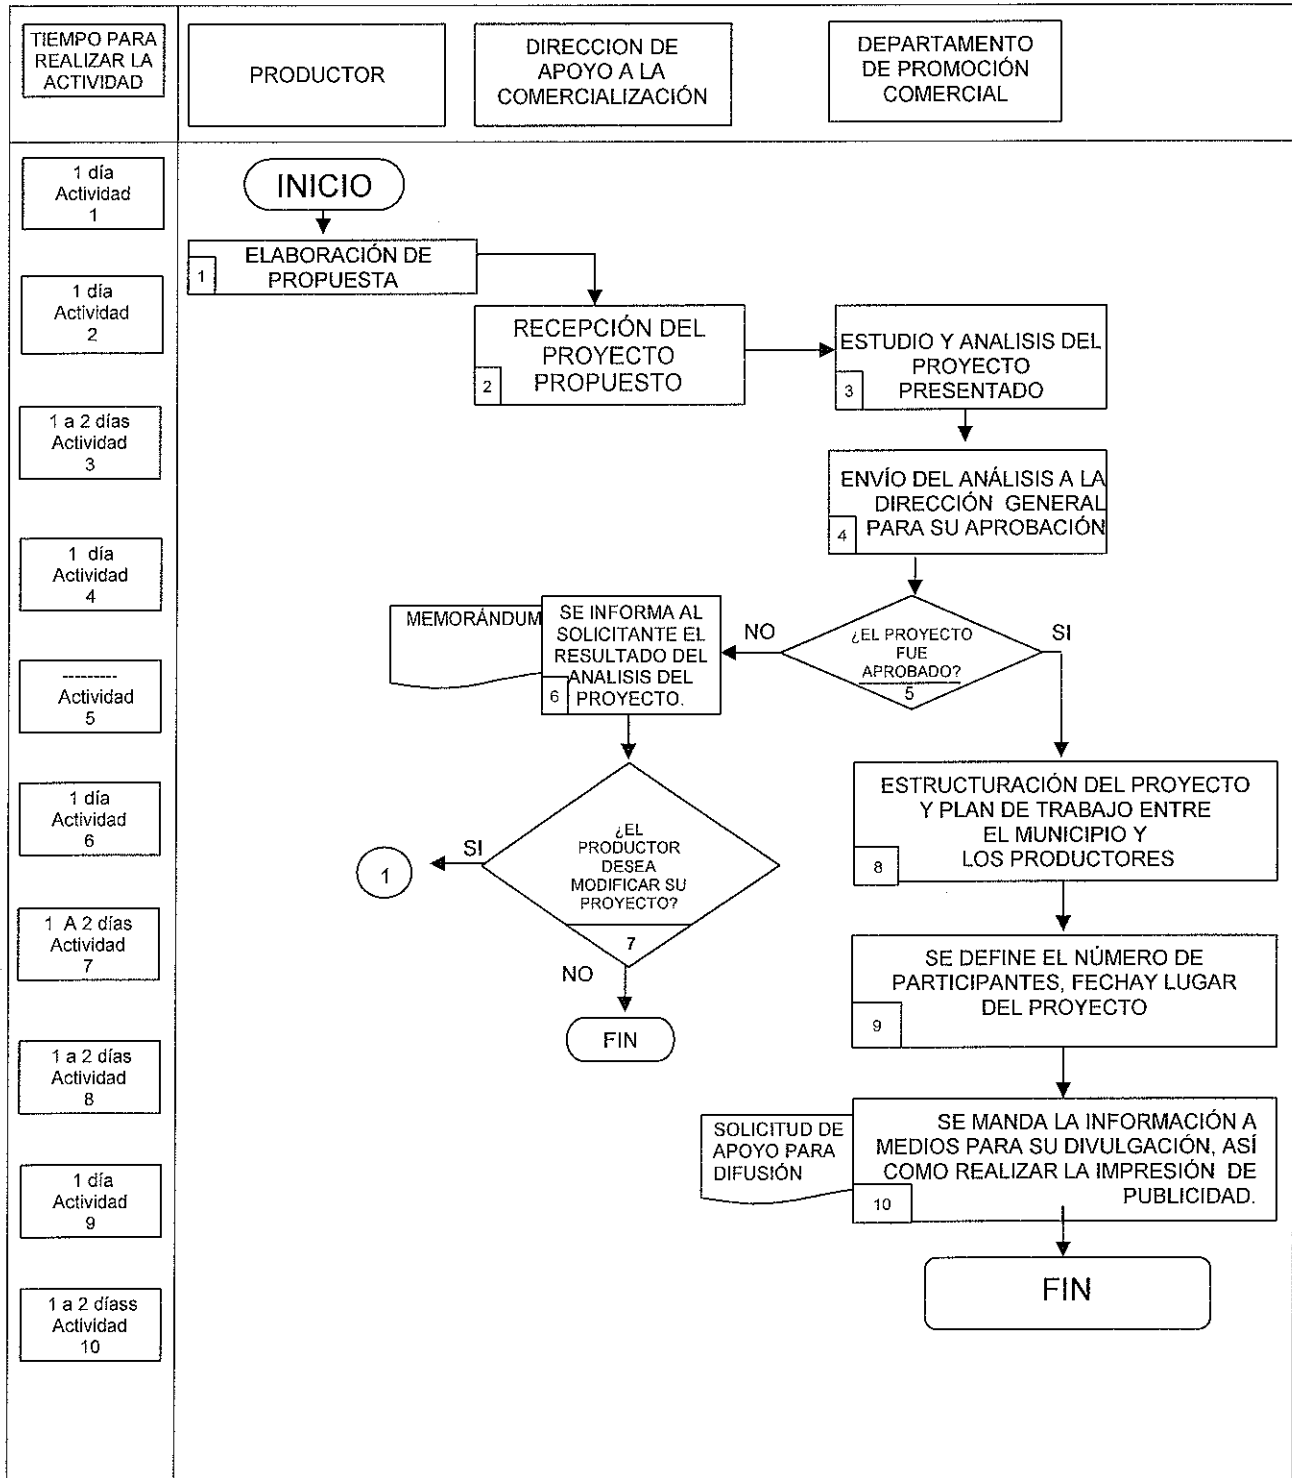 TIEMPO PARA
REALIZAR LA
ACTIVIDAD
PRODUCTOR
DIRECCION DE
APOYO A LA
COMERCIALIZACIÓN
DEPARTAMENTO
DE PROMOCIÓN
COMERCIAL
1 día
Actividad
1
1 día
Actividad
2
1 a 2 días
Actividad
3
1 día
Actividad
4
---------
Actividad
5
1 día
Actividad
6
1 A 2 días
Actividad
7
1 a 2 días
Actividad
8
1 día
Actividad
9
1 a 2 díass
Actividad
10
INICIO
ELABORACIÓN DE
PROPUESTA
1
RECEPCIÓN DEL
PROYECTO
PROPUESTO
2
ESTUDIO Y ANALISIS DEL
PROYECTO
PRESENTADO
3
ENVÍO DEL ANÁLISIS A LA
DIRECCIÓN GENERAL
PARA SU APROBACIÓN
4
¿EL PROYECTO
FUE
APROBADO?
5
NO
SI
MEMORÁNDUM
SE INFORMA AL
SOLICITANTE EL
RESULTADO DEL
ANALISIS DEL
PROYECTO.
6
¿EL
PRODUCTOR
DESEA
MODIFICAR SU
PROYECTO?
7
SI
1
NO
FIN
ESTRUCTURACIÓN DEL PROYECTO
Y PLAN DE TRABAJO ENTRE
EL MUNICIPIO Y
LOS PRODUCTORES
8
SE DEFINE EL NÚMERO DE
PARTICIPANTES, FECHAY LUGAR
DEL PROYECTO
9
SOLICITUD DE
APOYO PARA
DIFUSIÓN
SE MANDA LA INFORMACIÓN A
MEDIOS PARA SU DIVULGACIÓN, ASÍ
COMO REALIZAR LA IMPRESIÓN DE
PUBLICIDAD.
10
FIN